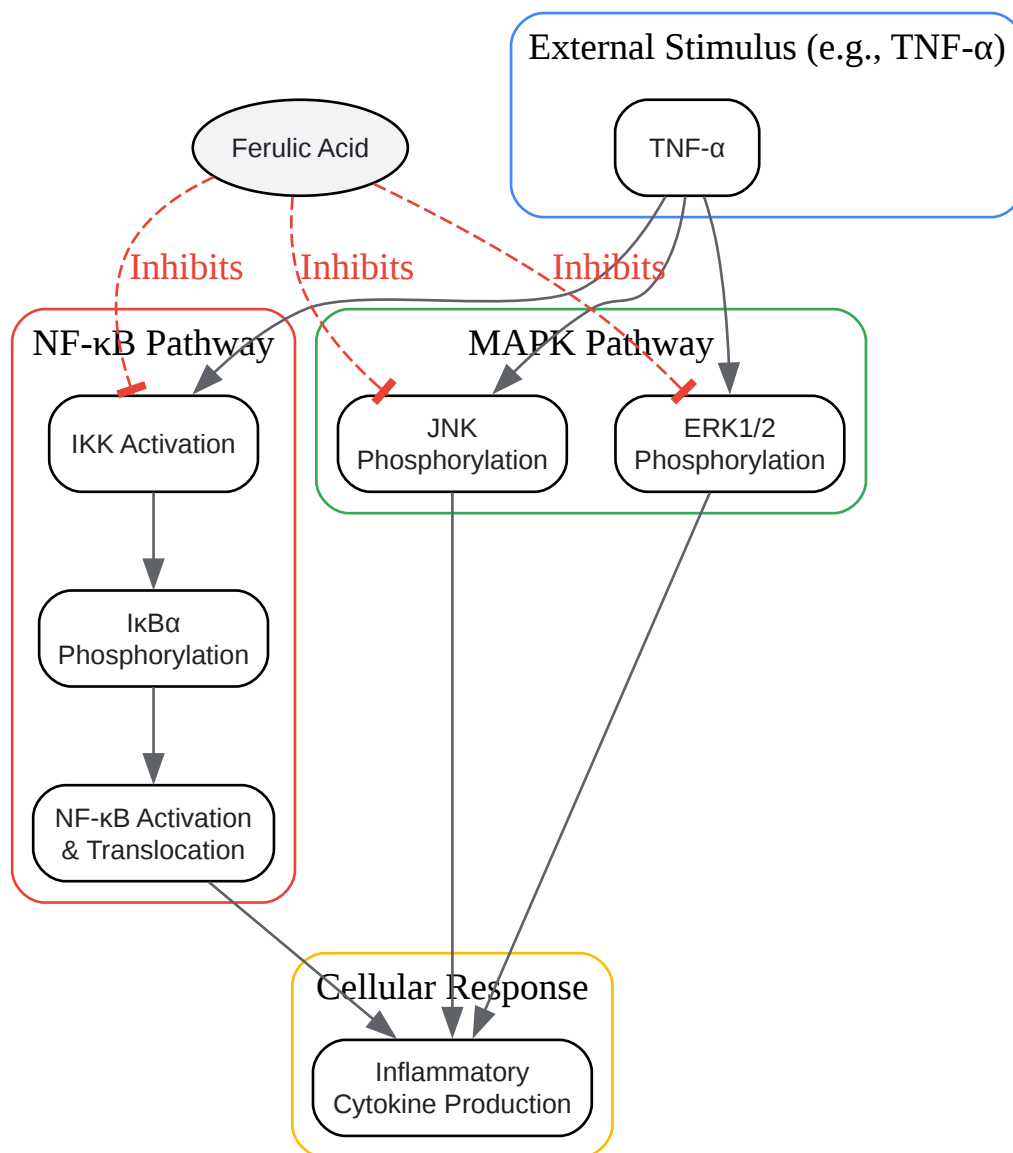 External Stimulus (e.g., TNF-α)
Ferulic Acid
TNF-α
Inhibits
Inhibits
Inhibits
NF-κB Pathway
MAPK Pathway
IKK Activation
JNK
Phosphorylation
ERK1/2
Phosphorylation
IκBα
Phosphorylation
NF-κB Activation
& Translocation
Cellular Response
Inflammatory
Cytokine Production